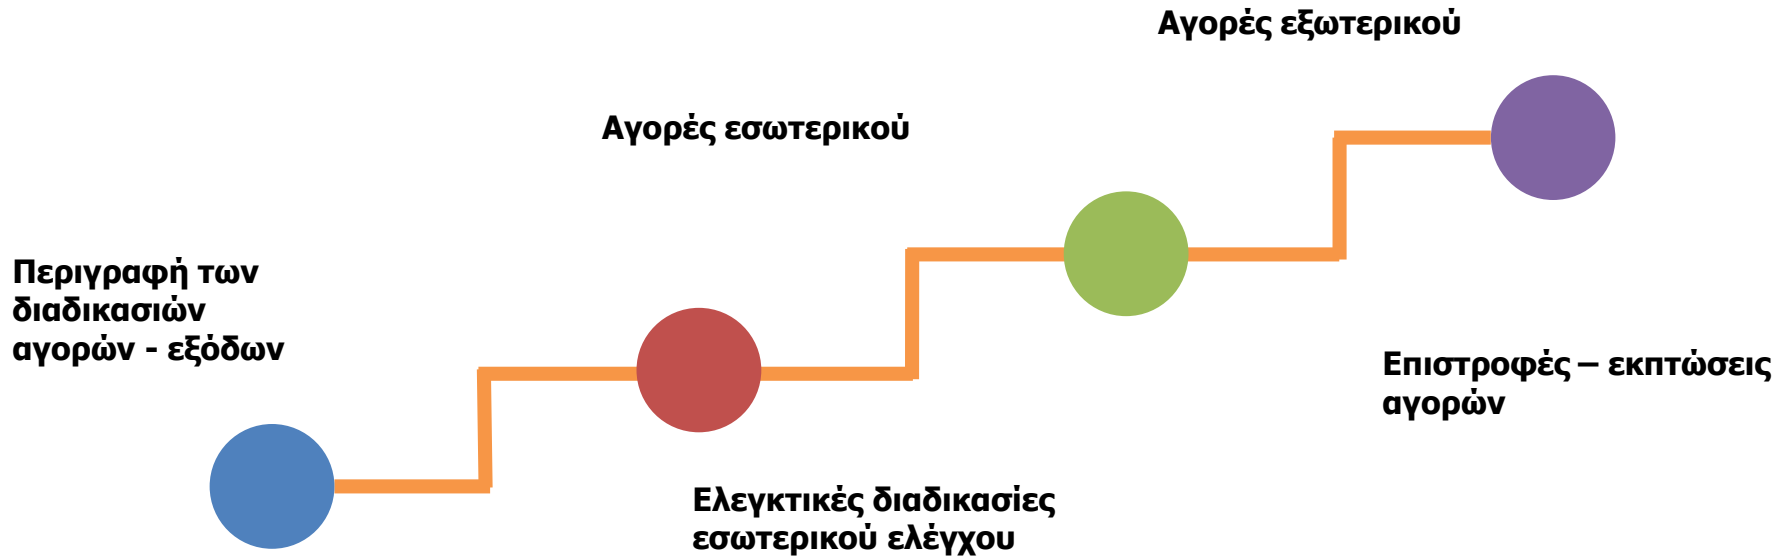 Αγορές εξωτερικού
Αγορές εσωτερικού
Περιγραφή των
διαδικασιών
αγορών - εξόδων
Επιστροφές – εκπτώσεις
αγορών
Ελεγκτικές διαδικασίες
εσωτερικού ελέγχου